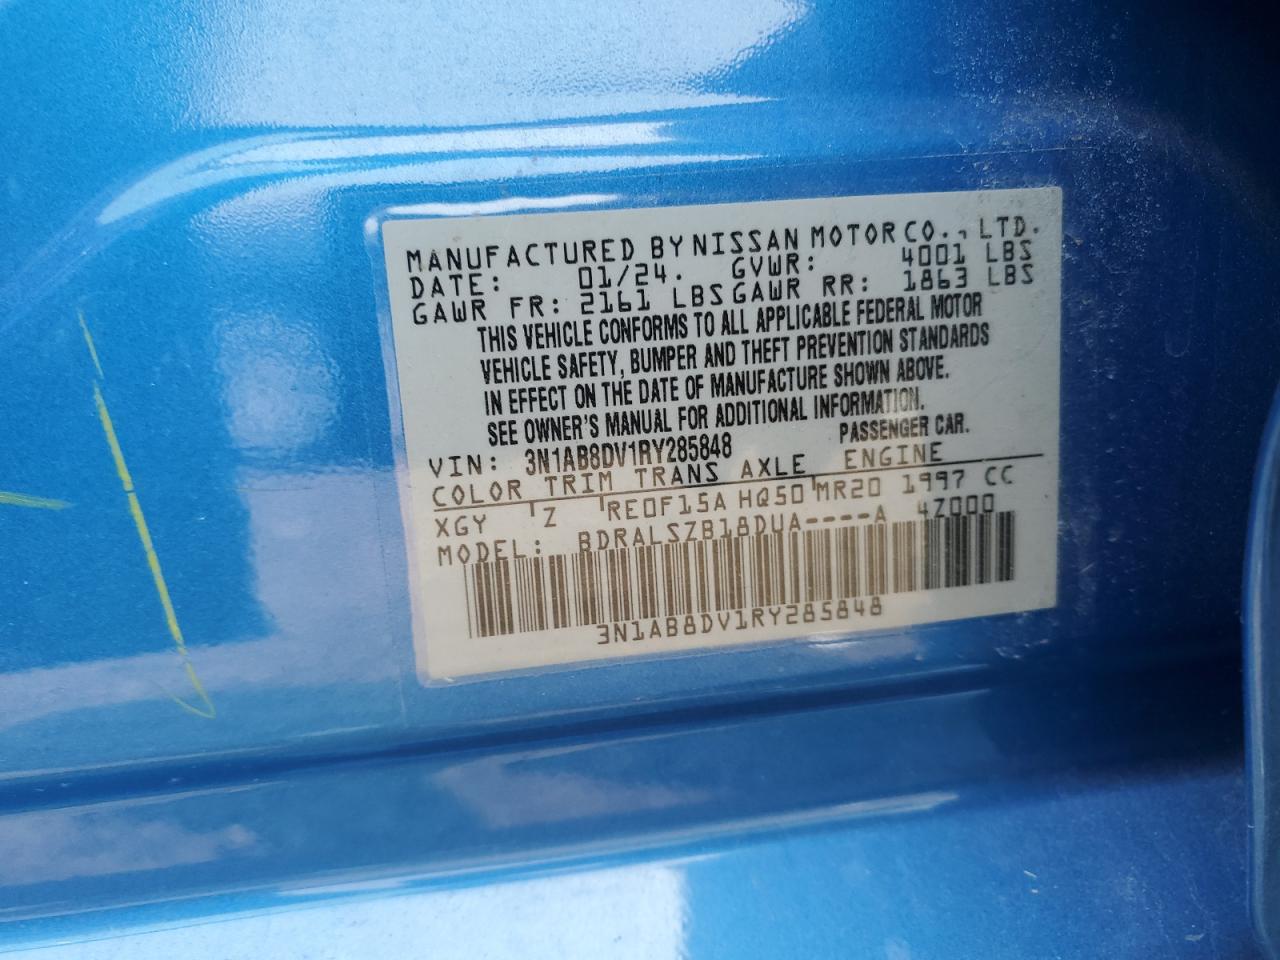 MANUFACTURED BY NISSAN MOTOR CO., LTD.
DATE: 01/24. GVWR: 4001 LBS
GAWR FR: 2161 LBS GAWR RR: 1863 LBS
THIS VEHICLE CONFORMS TO ALL APPLICABLE FEDERAL MOTOR
VEHICLE SAFETY, BUMPER AND THEFT PREVENTION STANDARDS
IN EFFECT ON THE DATE OF MANUFACTURE SHOWN ABOVE.
SEE OWNER'S MANUAL FOR ADDITIONAL INFORMATION.
VIN: 3N1AB8DV1RY285848 PASSENGER CAR.
COLOR TRIM TRANS AXLE ENGINE
XGY Z RE0F15A HQ50 MR20 1997 CC
MODEL: BDRALSZB18DUA----A 4Z000
3N1AB8DV1RY285848